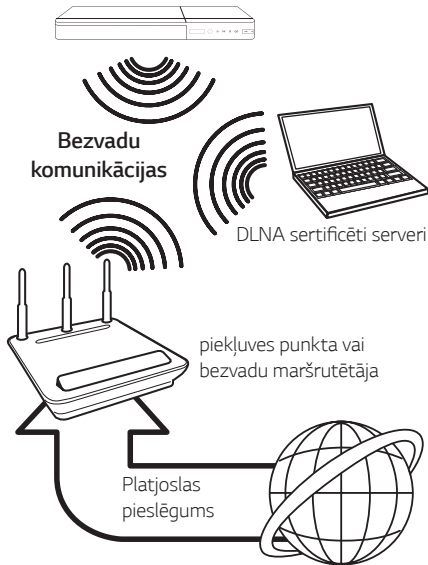 Bezvadu
komunikācijas
DLNA sertificēti serveri
piekļuves punkta vai
bezvadu maršrutētāja
Platjoslas
pieslēgums